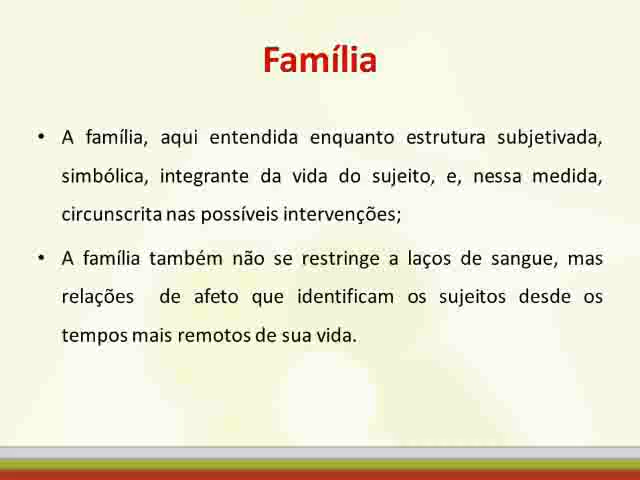 Família
• A família, aqui entendida enquanto estrutura subjetivada,
simbólica, integrante da vida do sujeito, e, nessa medida,
circunscrita nas possíveis intervenções;
• A família também não se restringe a laços de sangue, mas
relações de afeto que identificam os sujeitos desde os
tempos mais remotos de sua vida.